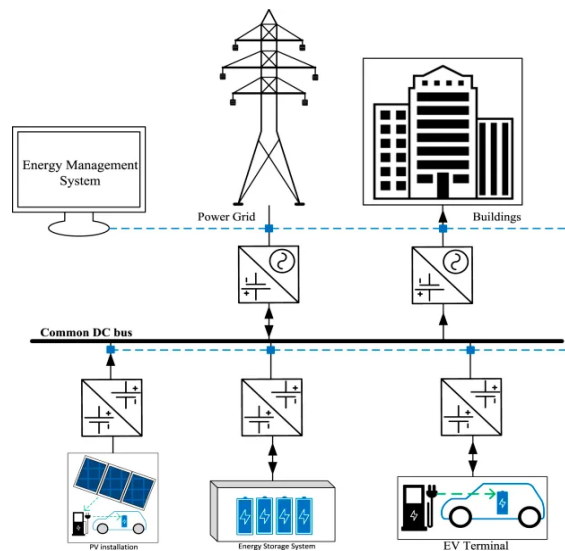 Energy Management
System
Power Grid
Buildings
Common DC bus
PV installation
Energy Storage System
EV Terminal